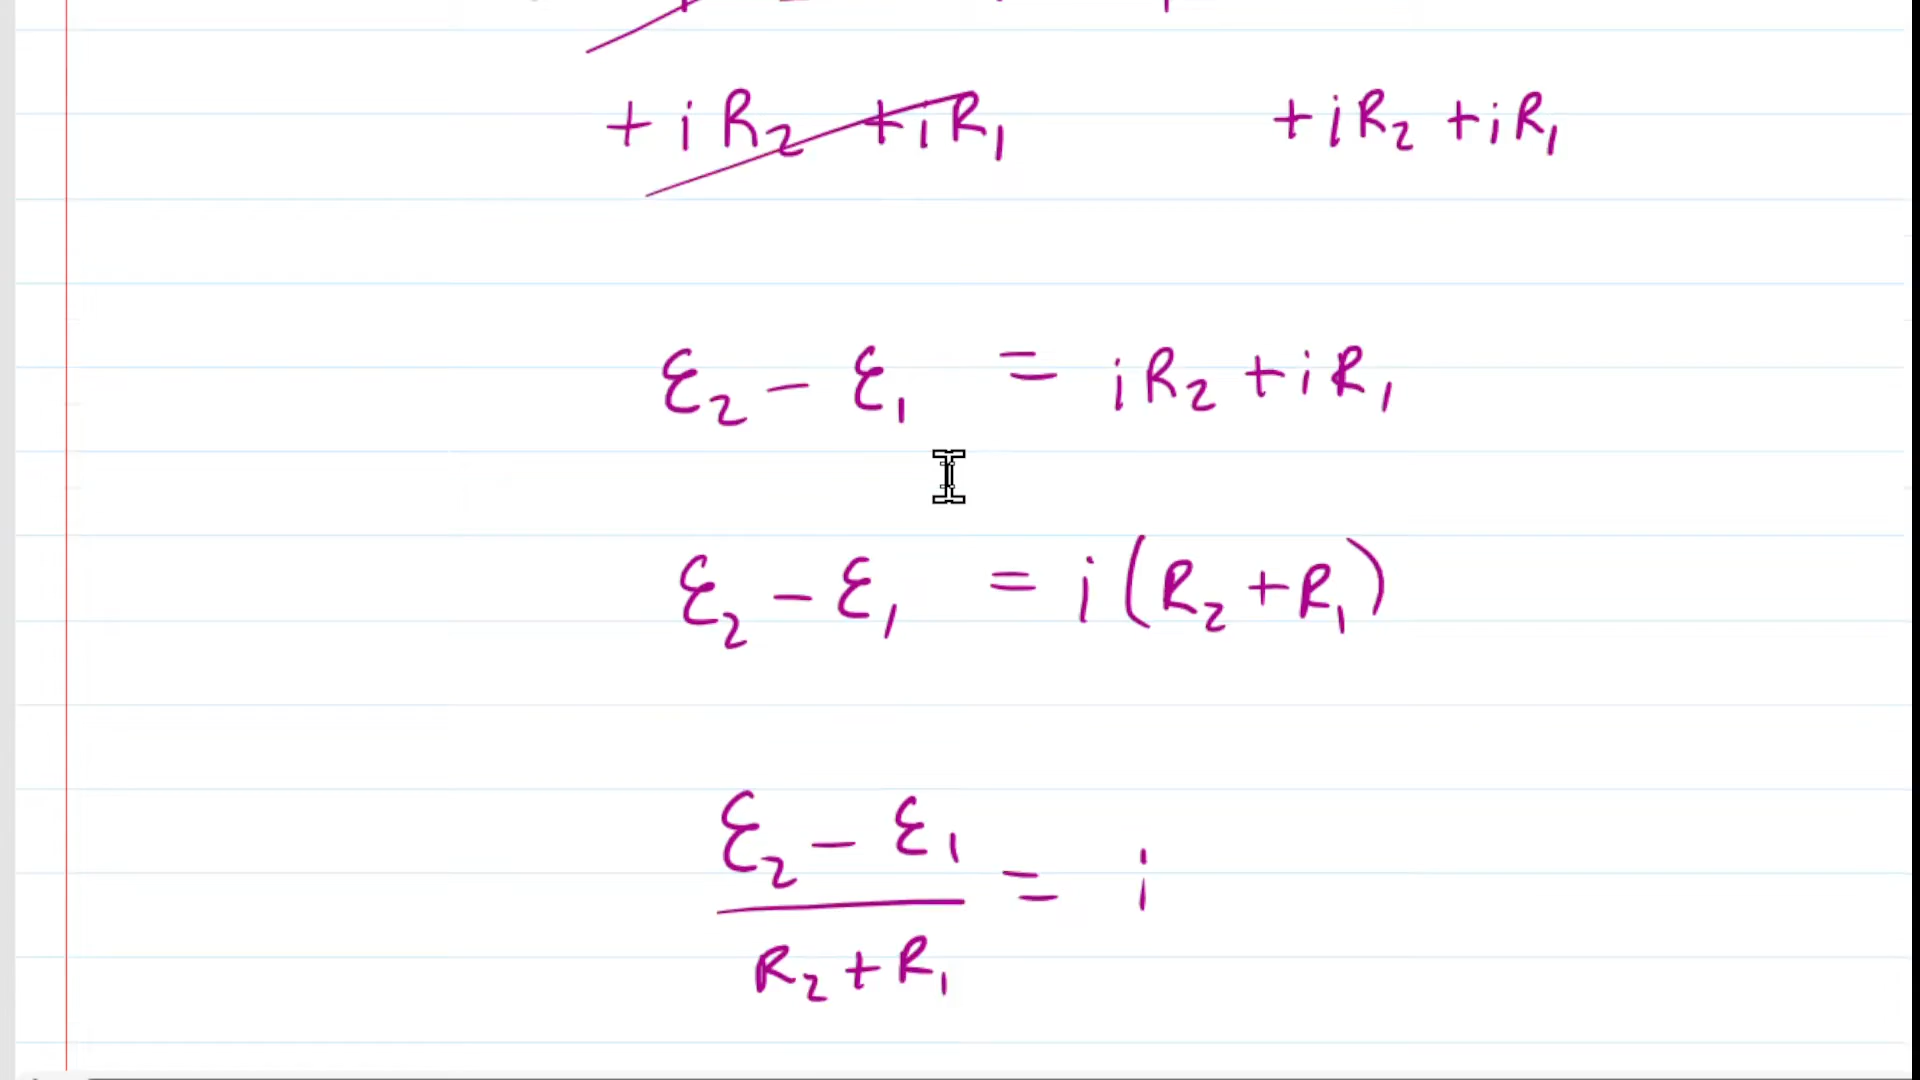 + i R₂ + i R₁ + i R₂ + i R₁
ε₂ - ε₁ = i R₂ + i R₁
ε₂ - ε₁ = i (R₂ + R₁)
ε₂ - ε₁
――――― = i
R₂ + R₁